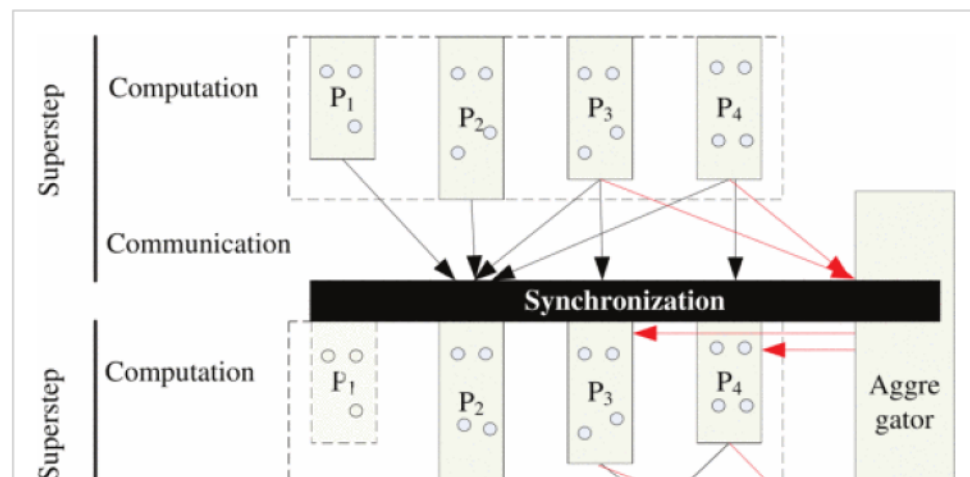 Superstep
Computation
P1
P2
P3
P4
Communication
Synchronization
Superstep
Computation
P1
P2
P3
P4
Aggre
gator